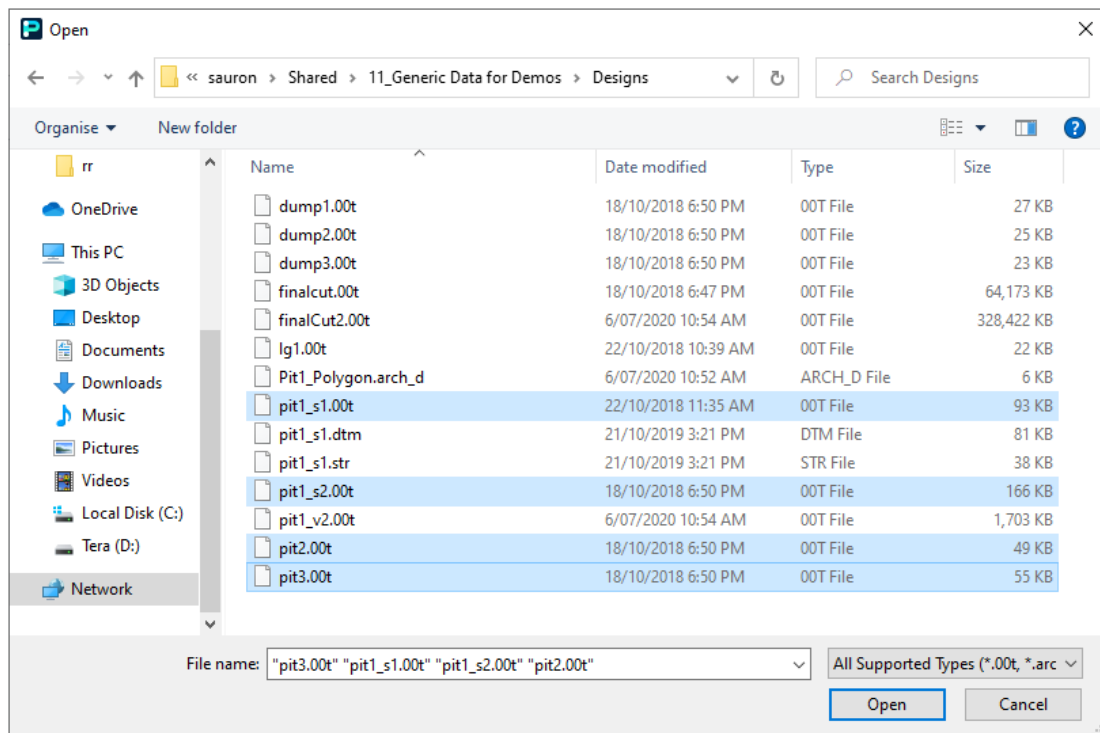 Open
« sauron › Shared › 11_Generic Data for Demos › Designs
Search Designs
Organise
New folder
rr
OneDrive
This PC
3D Objects
Desktop
Documents
Downloads
Music
Pictures
Videos
Local Disk (C:)
Tera (D:)
Network
Name Date modified Type Size
dump1.00t 18/10/2018 6:50 PM 00T File 27 KB
dump2.00t 18/10/2018 6:50 PM 00T File 25 KB
dump3.00t 18/10/2018 6:50 PM 00T File 23 KB
finalcut.00t 18/10/2018 6:47 PM 00T File 64,173 KB
finalCut2.00t 6/07/2020 10:54 AM 00T File 328,422 KB
lg1.00t 22/10/2018 10:39 AM 00T File 22 KB
Pit1_Polygon.arch_d 6/07/2020 10:52 AM ARCH_D File 6 KB
pit1_s1.00t 22/10/2018 11:35 AM 00T File 93 KB
pit1_s1.dtm 21/10/2019 3:21 PM DTM File 81 KB
pit1_s1.str 21/10/2019 3:21 PM STR File 38 KB
pit1_s2.00t 18/10/2018 6:50 PM 00T File 166 KB
pit1_v2.00t 6/07/2020 10:54 AM 00T File 1,703 KB
pit2.00t 18/10/2018 6:50 PM 00T File 49 KB
pit3.00t 18/10/2018 6:50 PM 00T File 55 KB
File name: "pit3.00t" "pit1_s1.00t" "pit1_s2.00t" "pit2.00t"
All Supported Types (*.00t, *.arc
Open
Cancel